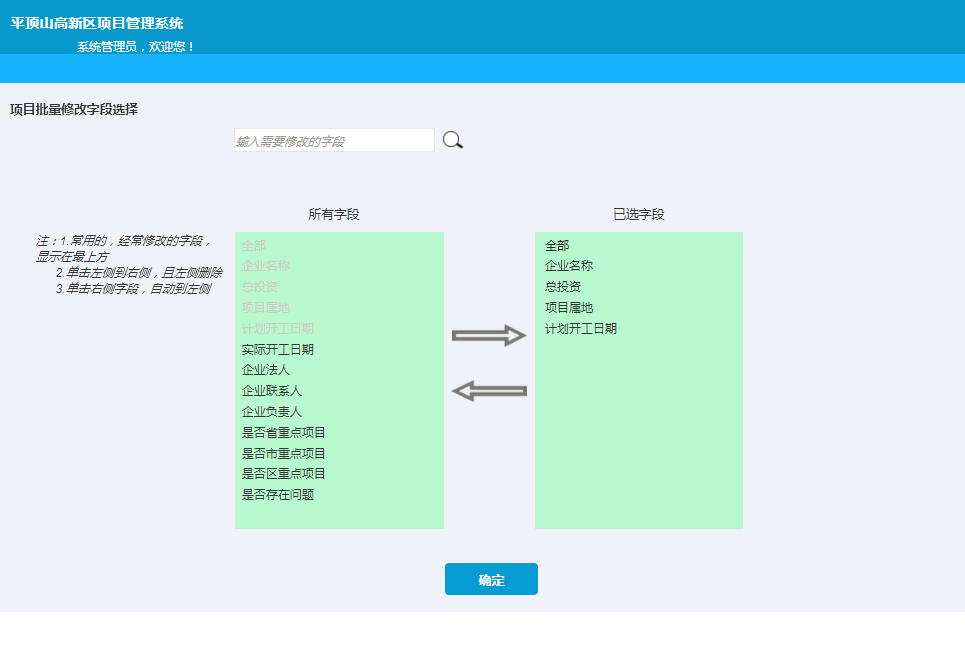 平顶山高新区项目管理系统
系统管理员，欢迎您！
项目批量修改字段选择
输入需要修改的字段
所有字段
已选字段
注：1.常用的，经常修改的字段，
显示在最上方
2.单击左侧到右侧，且左侧删除
3.单击右侧字段，自动到左侧
全部
企业名称
总投资
项目属地
计划开工日期
实际开工日期
企业法人
企业联系人
企业负责人
是否省重点项目
是否市重点项目
是否区重点项目
是否存在问题
全部
企业名称
总投资
项目属地
计划开工日期
确定